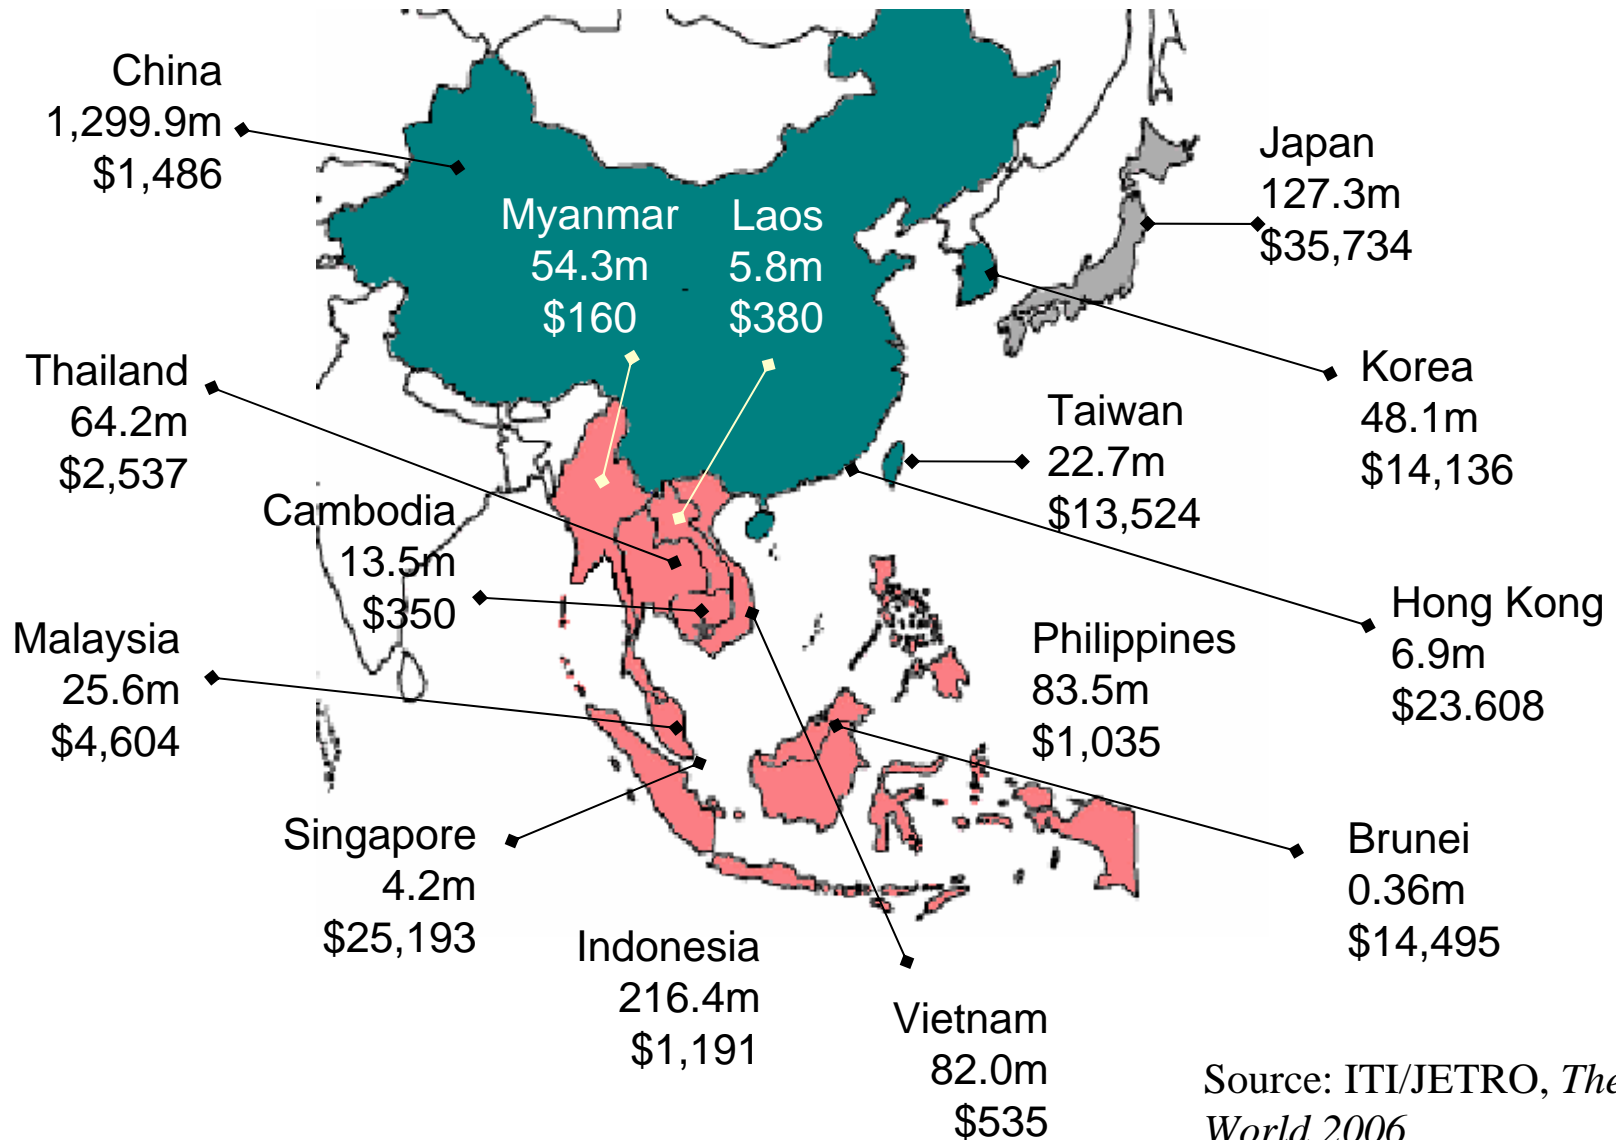 China
1,299.9m
$1,486
Myanmar
54.3m
$160
Laos
5.8m
$380
Japan
127.3m
$35,734
Thailand
64.2m
$2,537
Korea
48.1m
$14,136
Taiwan
22.7m
$13,524
Cambodia
13.5m
$350
Hong Kong
6.9m
$23.608
Malaysia
25.6m
$4,604
Philippines
83.5m
$1,035
Singapore
4.2m
$25,193
Brunei
0.36m
$14,495
Indonesia
216.4m
$1,191
Vietnam
82.0m
$535
Source: ITI/JETRO, The
World 2006